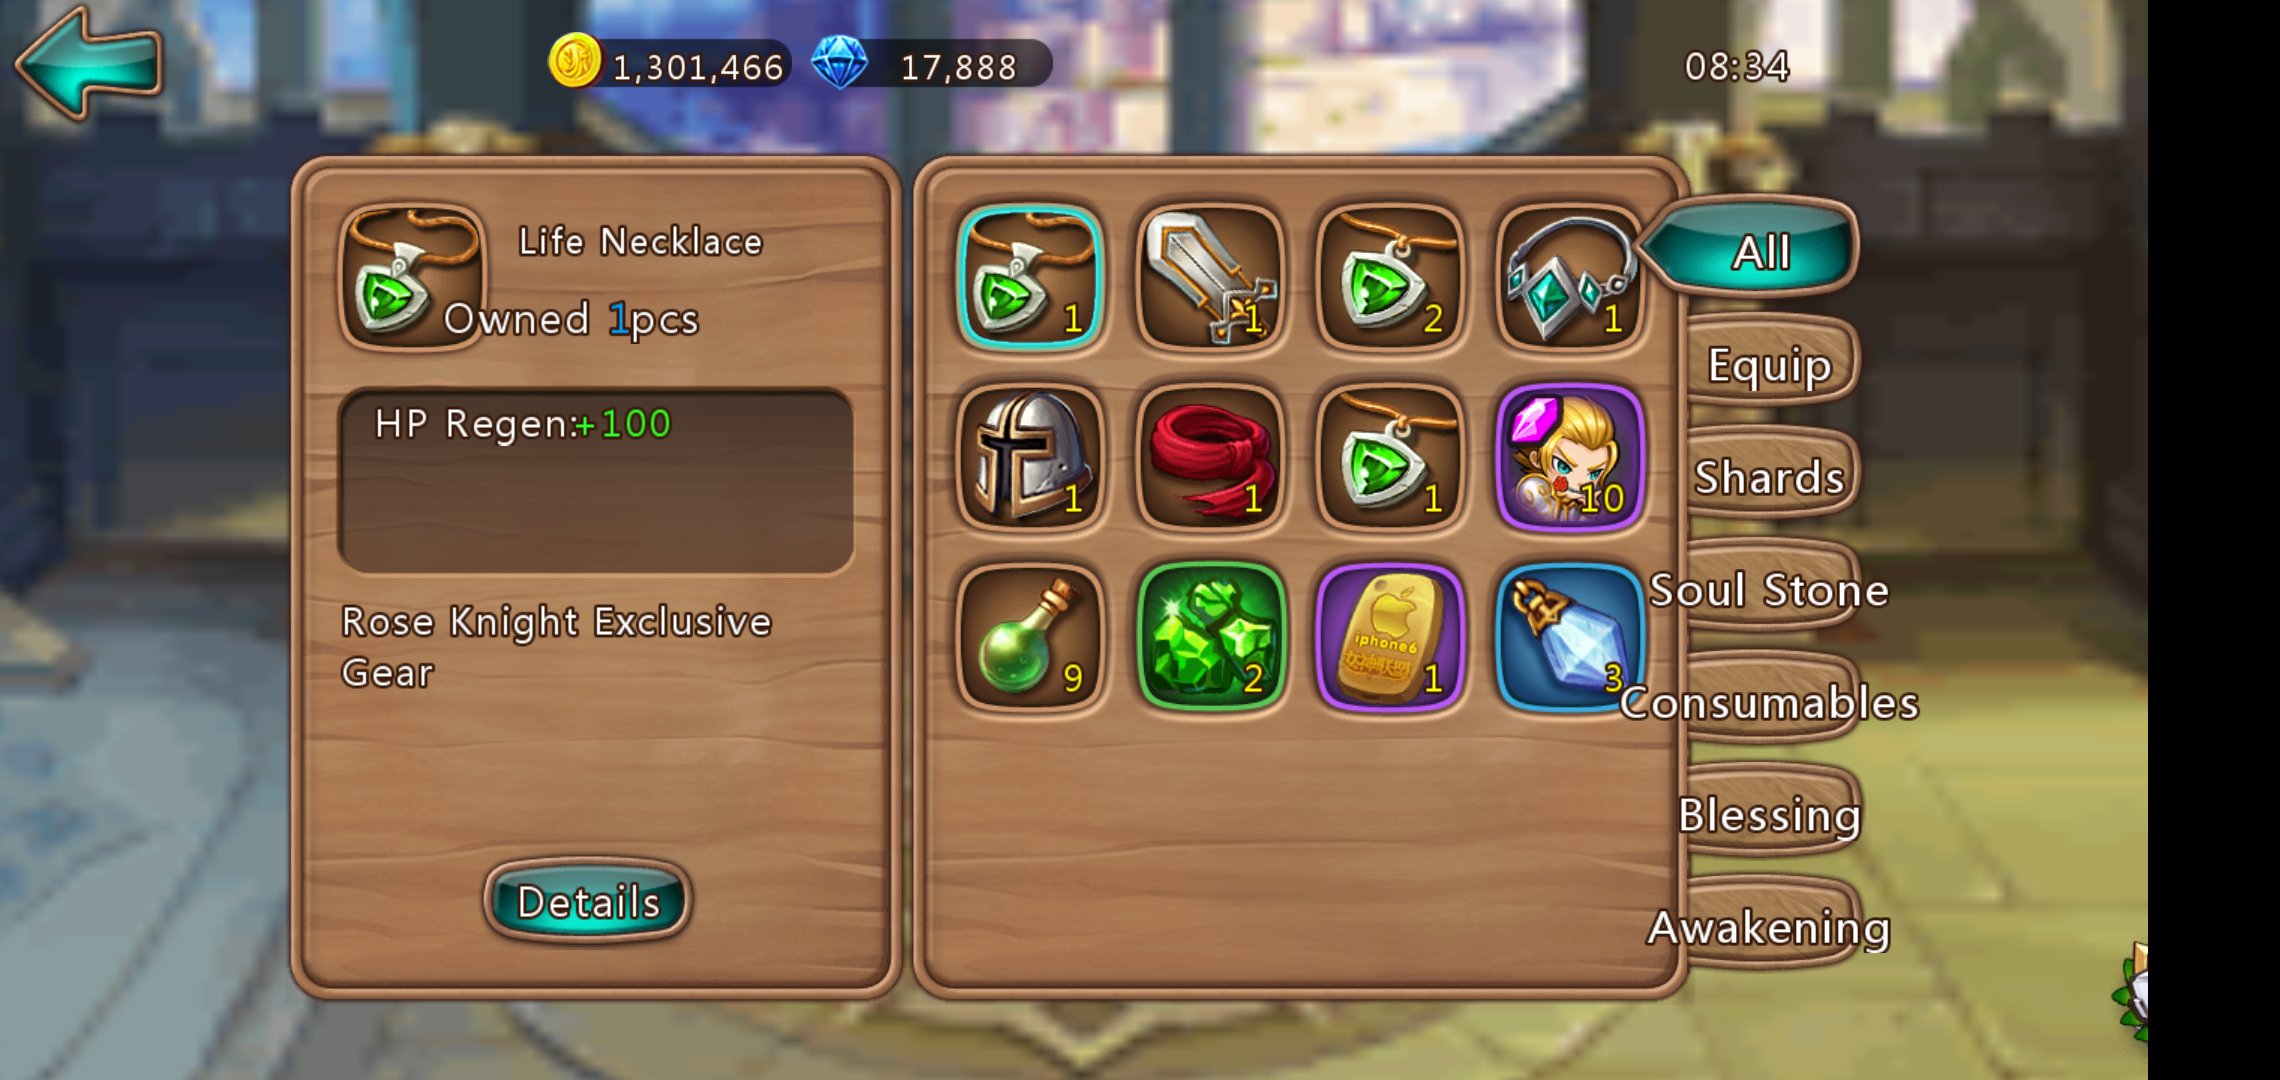 1,301,466
17,888
08:34
Life Necklace
Owned 1pcs
HP Regen:+100
Rose Knight Exclusive
Gear
Details
1
1
2
1
1
1
1
10
9
2
iphone6
1
3
All
Equip
Shards
Soul Stone
Consumables
Blessing
Awakening